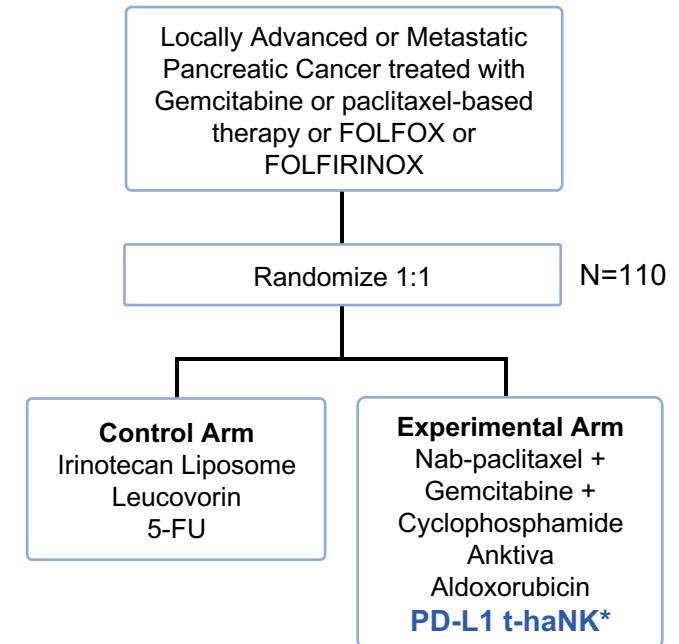 Locally Advanced or Metastatic
Pancreatic Cancer treated with
Gemcitabine or paclitaxel-based
therapy or FOLFOX or
FOLFIRINOX
Randomize 1:1
N=110
Control Arm
Irinotecan Liposome
Leucovorin
5-FU
Experimental Arm
Nab-paclitaxel +
Gemcitabine +
Cyclophosphamide
Anktiva
Aldoxorubicin
PD-L1 t-haNK*